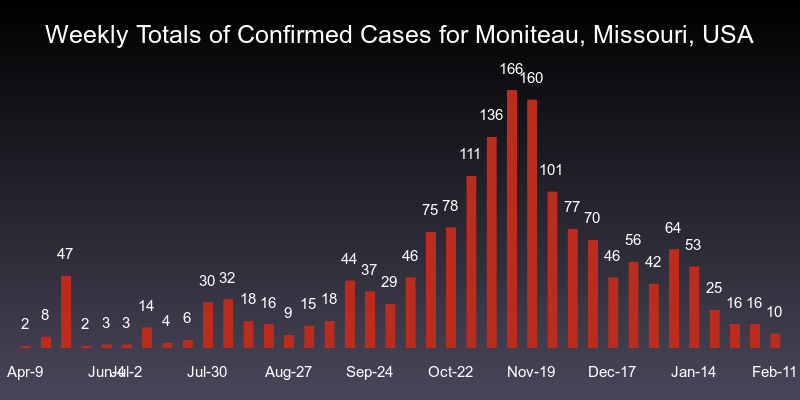 Weekly Totals of Confirmed Cases for Moniteau, Missouri, USA
2 8 47 2 3 3 14 4 6 30 32 18 16 9 15 18 44 37 29 46 75 78 111 136 166 160 101 77 70 46 56 42 64 53 25 16 16 10
Apr-9 Jun-4 Jul-2 Jul-30 Aug-27 Sep-24 Oct-22 Nov-19 Dec-17 Jan-14 Feb-11